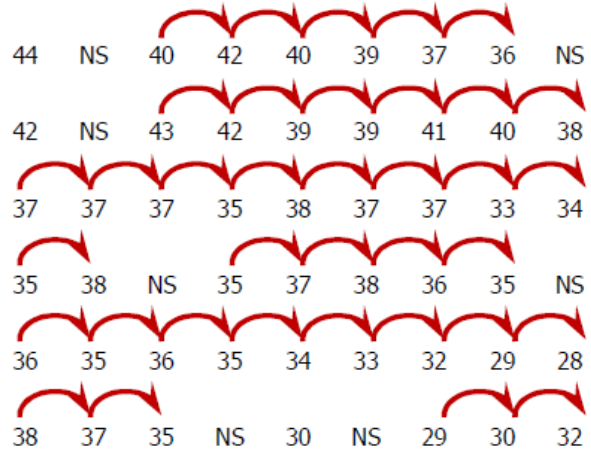 44 NS 40 42 40 39 37 36 NS
42 NS 43 42 39 39 41 40 38
37 37 37 35 38 37 37 33 34
35 38 NS 35 37 38 36 35 NS
36 35 36 35 34 33 32 29 28
38 37 35 NS 30 NS 29 30 32